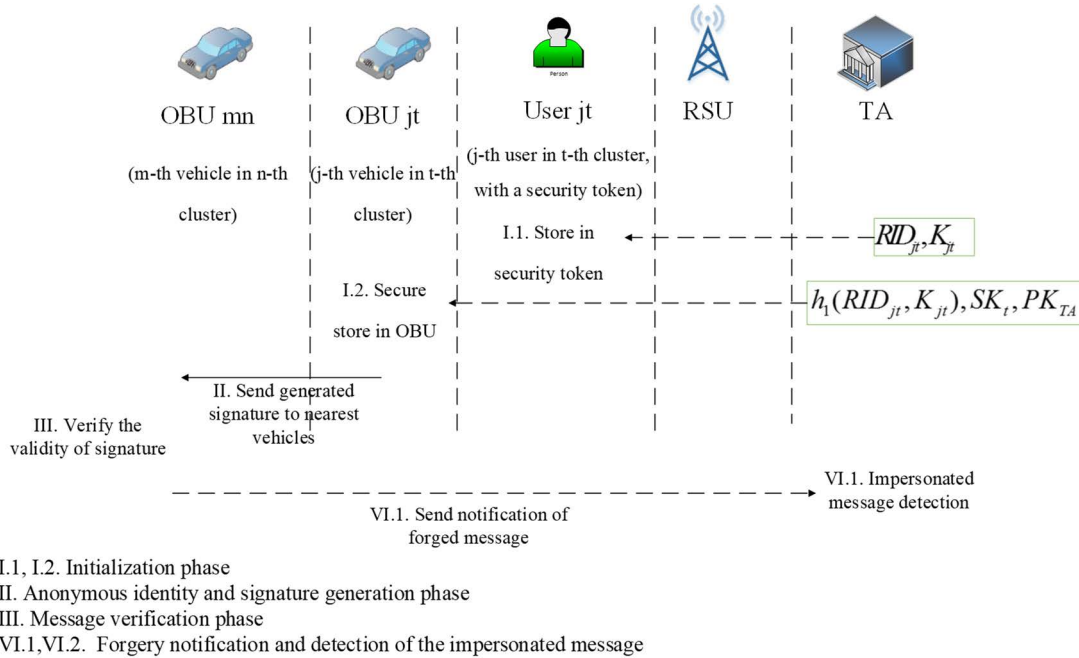 Person
OBU mn
OBU jt
User jt
RSU
TA
(m-th vehicle in n-th
cluster)
(j-th vehicle in t-th
cluster)
(j-th user in t-th cluster,
with a security token)
I.1. Store in
security token
RID_jt, K_jt
I.2. Secure
store in OBU
h_1(RID_jt, K_jt), SK_t, PK_TA
II. Send generated
signature to nearest
vehicles
III. Verify the
validity of signature
VI.1. Impersonated
message detection
VI.1. Send notification of
forged message
I.1, I.2. Initialization phase
II. Anonymous identity and signature generation phase
III. Message verification phase
VI.1,VI.2. Forgery notification and detection of the impersonated message